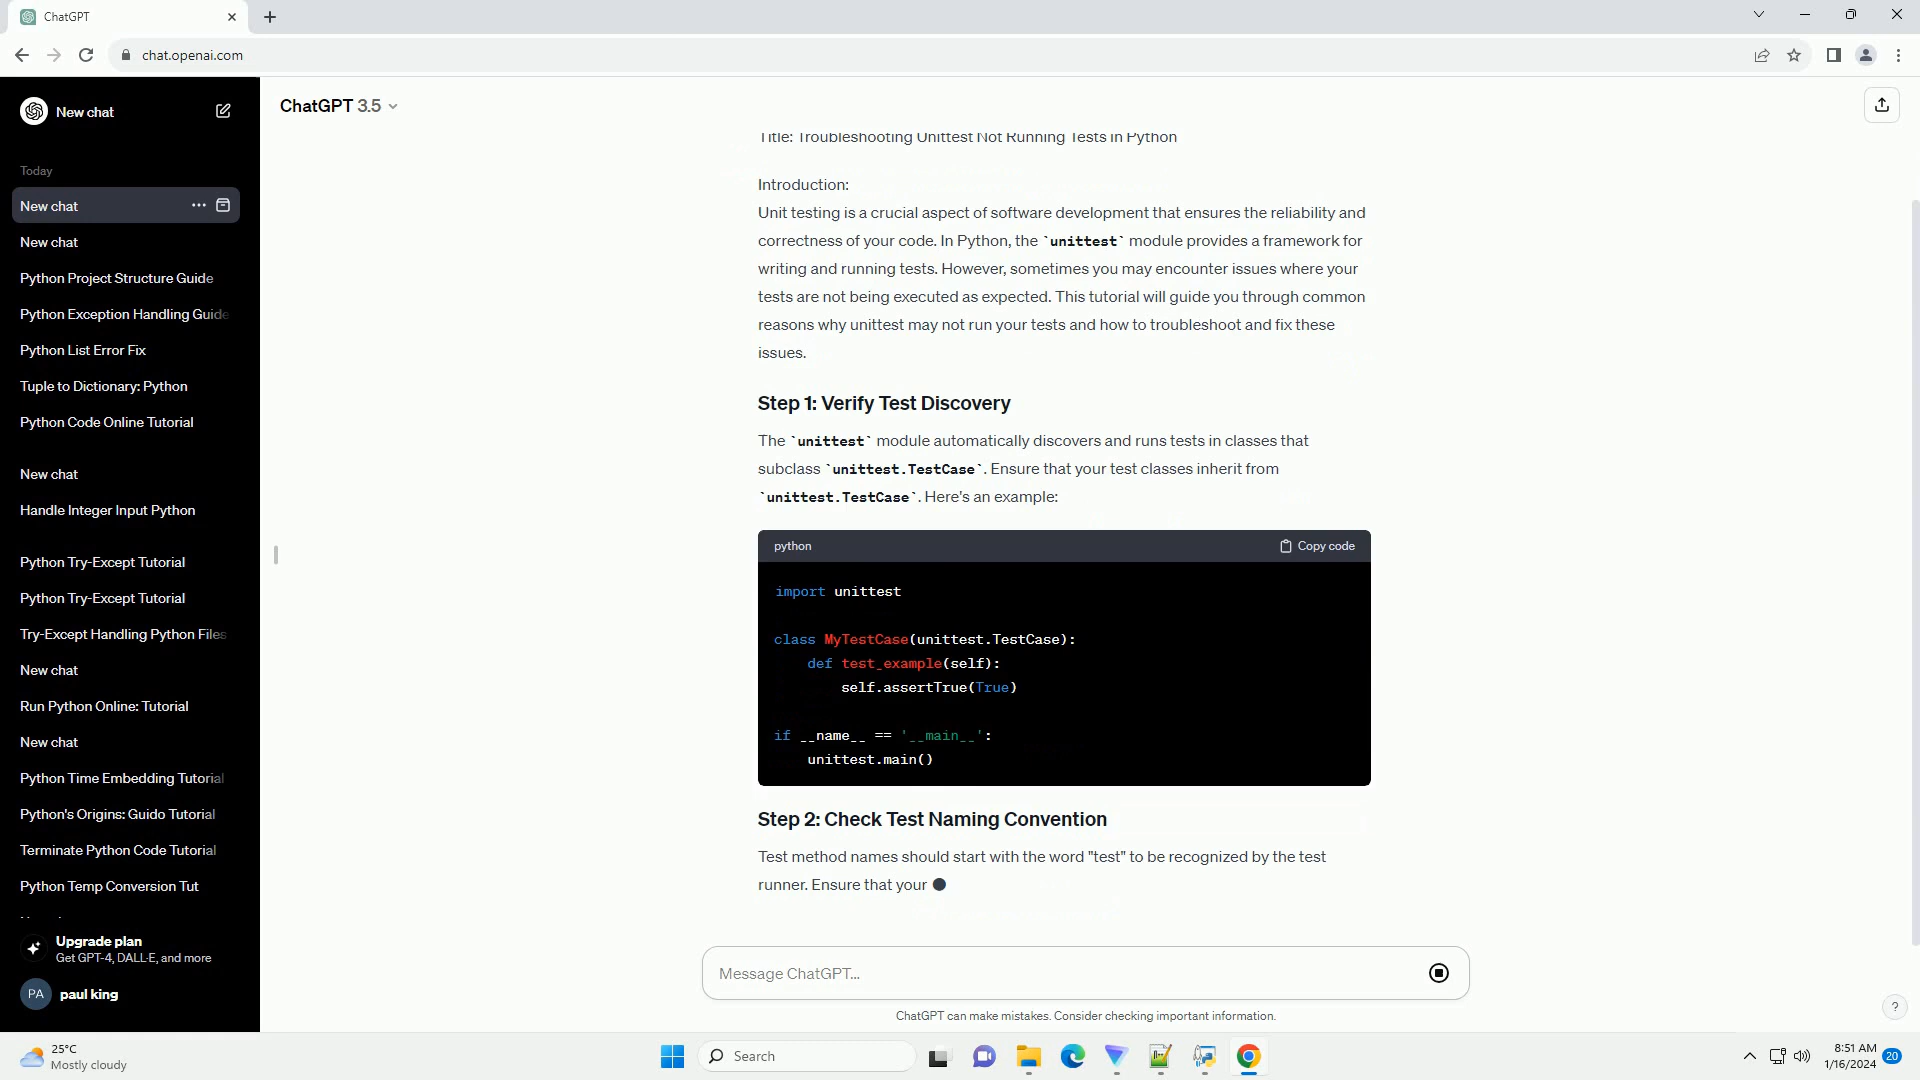 ChatGPT
chat.openai.com
New chat
Today
New chat
New chat
Python Project Structure Guide
Python Exception Handling Guide
Python List Error Fix
Tuple to Dictionary: Python
Python Code Online Tutorial
New chat
Handle Integer Input Python
Python Try-Except Tutorial
Python Try-Except Tutorial
Try-Except Handling Python Files
New chat
Run Python Online: Tutorial
New chat
Python Time Embedding Tutorial
Python's Origins: Guido Tutorial
Terminate Python Code Tutorial
Python Temp Conversion Tut
Upgrade plan
Get GPT-4, DALL·E, and more
PA
paul king
ChatGPT 3.5
Title: Troubleshooting Unittest Not Running Tests in Python
Introduction:
Unit testing is a crucial aspect of software development that ensures the reliability and
correctness of your code. In Python, the `unittest` module provides a framework for
writing and running tests. However, sometimes you may encounter issues where your
tests are not being executed as expected. This tutorial will guide you through common
reasons why unittest may not run your tests and how to troubleshoot and fix these
issues.
Step 1: Verify Test Discovery
The `unittest` module automatically discovers and runs tests in classes that
subclass `unittest.TestCase`. Ensure that your test classes inherit from
`unittest.TestCase`. Here's an example:
python Copy code
import unittest
class MyTestCase(unittest.TestCase):
    def test_example(self):
        self.assertTrue(True)
if __name__ == '__main__':
    unittest.main()
Step 2: Check Test Naming Convention
Test method names should start with the word "test" to be recognized by the test
runner. Ensure that your
Message ChatGPT...
ChatGPT can make mistakes. Consider checking important information.
?
25°C
Mostly cloudy
Search
8:51 AM
1/16/2024
20